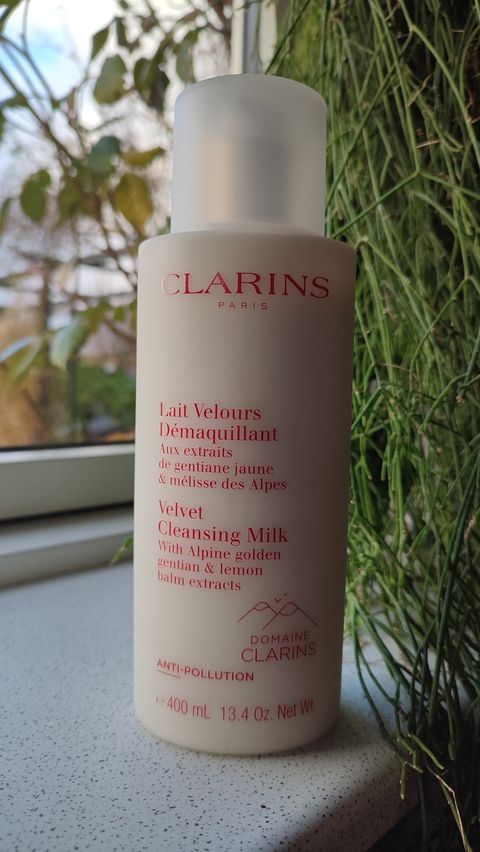 CLARINS
PARIS
Lait Velours
Démaquillant
Aux extraits
de gentiane jaune
& mélisse des Alpes
Velvet
Cleansing Milk
With Alpine golden
gentian & lemon
balm extracts
DOMAINE
CLARINS
ANTI-POLLUTION
℮ 400 mL 13.4 Oz. Net Wt.